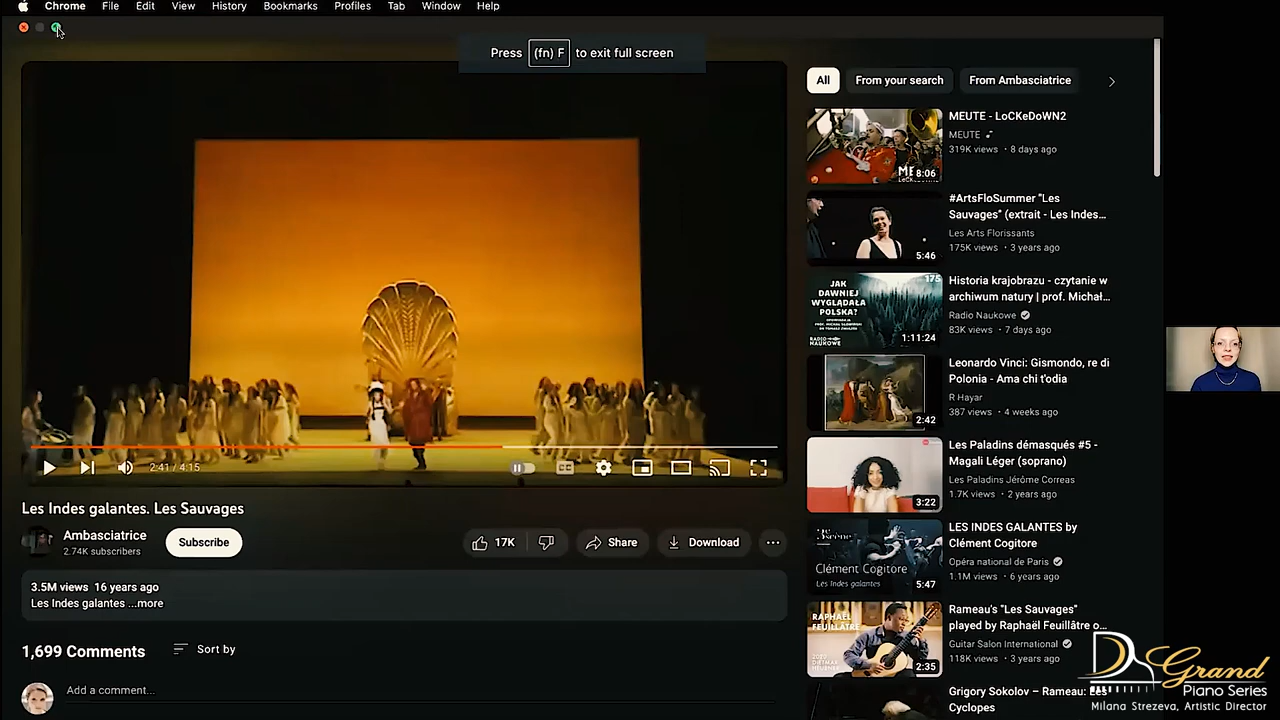 Chrome File Edit View History Bookmarks Profiles Tab Window Help
Press (fn) F to exit full screen
2:41 / 4:15
CC
Les Indes galantes. Les Sauvages
Ambasciatrice
2.74K subscribers
Subscribe
17K
Share
Download
3.5M views 16 years ago
Les Indes galantes ...more
1,699 Comments
Sort by
Add a comment...
All
From your search
From Ambasciatrice
8:06
MEUTE - LoCKeDoWN2
MEUTE
319K views • 8 days ago
5:46
#ArtsFloSummer "Les
Sauvages" (extrait - Les Indes...
Les Arts Florissants
175K views • 3 years ago
JAK
DAWNIEJ
WYGLĄDAŁA
POLSKA?
RADIO
NAUKOWE
175
1:11:24
Historia krajobrazu - czytanie w
archiwum natury | prof. Michał...
Radio Naukowe
83K views • 7 days ago
2:42
Leonardo Vinci: Gismondo, re di
Polonia - Ama chi t'odia
R Hayar
387 views • 4 weeks ago
3:22
Les Paladins démasqués #5 -
Magali Léger (soprano)
Les Paladins Jérôme Correas
1.7K views • 2 years ago
3e Scène
Clément Cogitore
Les Indes galantes
5:47
LES INDES GALANTES by
Clément Cogitore
Opéra national de Paris
1.1M views • 6 years ago
RAPHAËL
FEUILLÂTRE
2:35
Rameau's "Les Sauvages"
played by Raphaël Feuillâtre o...
Guitar Salon International
118K views • 3 years ago
Grigory Sokolov – Rameau: Les
Cyclopes
Grand
Piano Series
Milana Strezeva, Artistic Director